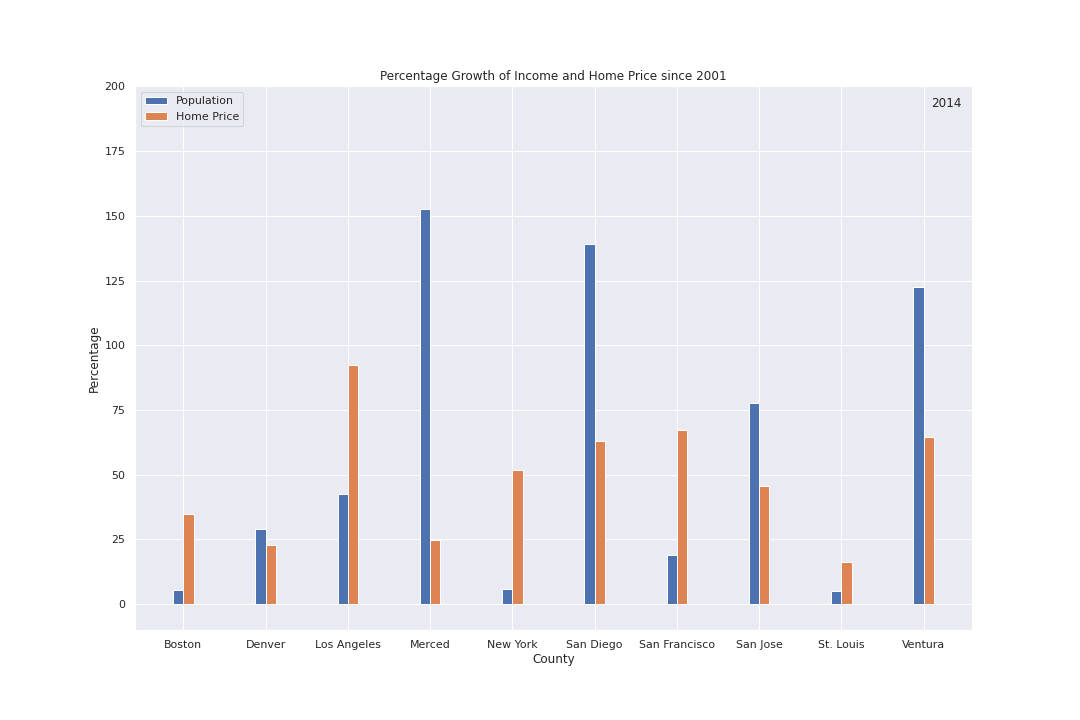 Percentage Growth of Income and Home Price since 2001
200
175
150
125
100
75
50
25
0
Percentage
Population
Home Price
2014
Boston Denver Los Angeles Merced New York San Diego San Francisco San Jose St. Louis Ventura
County